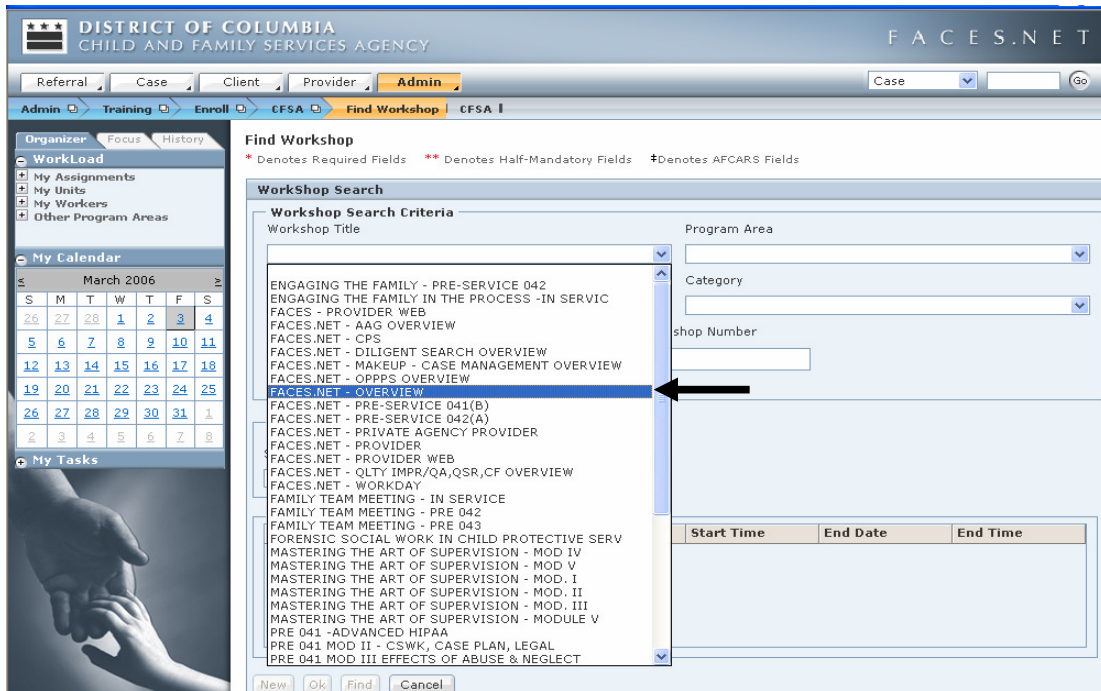 DISTRICT OF COLUMBIA
CHILD AND FAMILY SERVICES AGENCY
FACES.NET
Referral Case Client Provider Admin Case Go
Admin Training Enroll CFSA Find Workshop CFSA
Organizer Focus History
WorkLoad
My Assignments
My Units
My Workers
Other Program Areas
My Calendar
≤ March 2006 ≥
S M T W T F S
26 27 28 1 2 3 4
5 6 7 8 9 10 11
12 13 14 15 16 17 18
19 20 21 22 23 24 25
26 27 28 29 30 31 1
2 3 4 5 6 7 8
My Tasks
Find Workshop
* Denotes Required Fields ** Denotes Half-Mandatory Fields ‡Denotes AFCARS Fields
WorkShop Search
Workshop Search Criteria
Workshop Title Program Area
Category
shop Number
ENGAGING THE FAMILY - PRE-SERVICE 042
ENGAGING THE FAMILY IN THE PROCESS -IN SERVIC
FACES - PROVIDER WEB
FACES.NET - AAG OVERVIEW
FACES.NET - CPS
FACES.NET - DILIGENT SEARCH OVERVIEW
FACES.NET - MAKEUP - CASE MANAGEMENT OVERVIEW
FACES.NET - OPPPS OVERVIEW
FACES.NET - OVERVIEW
FACES.NET - PRE-SERVICE 041(B)
FACES.NET - PRE-SERVICE 042(A)
FACES.NET - PRIVATE AGENCY PROVIDER
FACES.NET - PROVIDER
FACES.NET - PROVIDER WEB
FACES.NET - QLTY IMPR/QA,QSR,CF OVERVIEW
FACES.NET - WORKDAY
FAMILY TEAM MEETING - IN SERVICE
FAMILY TEAM MEETING - PRE 042
FAMILY TEAM MEETING - PRE 043
FORENSIC SOCIAL WORK IN CHILD PROTECTIVE SERV
MASTERING THE ART OF SUPERVISION - MOD IV
MASTERING THE ART OF SUPERVISION - MOD V
MASTERING THE ART OF SUPERVISION - MOD. I
MASTERING THE ART OF SUPERVISION - MOD. II
MASTERING THE ART OF SUPERVISION - MOD. III
MASTERING THE ART OF SUPERVISION - MODULE V
PRE 041 -ADVANCED HIPAA
PRE 041 MOD II - CSWK, CASE PLAN, LEGAL
PRE 041 MOD III EFFECTS OF ABUSE & NEGLECT
Start Time End Date End Time
New Ok Find Cancel